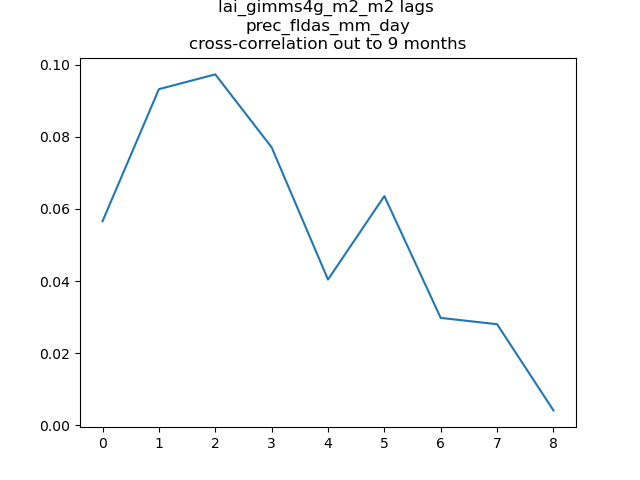 lai_gimms4g_m2_m2 lags
prec_fldas_mm_day
cross-correlation out to 9 months
0.10
0.08
0.06
0.04
0.02
0.00
0 1 2 3 4 5 6 7 8